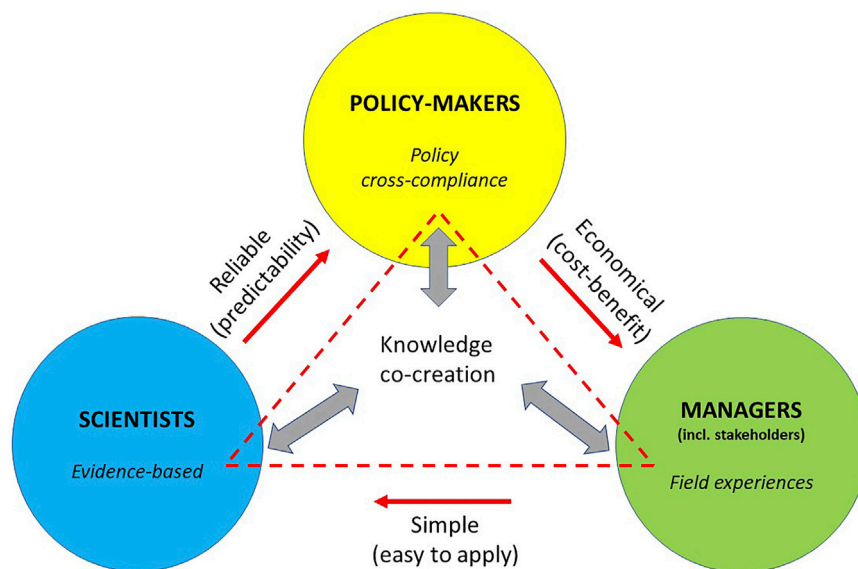 POLICY-MAKERS
Policy
cross-compliance
Reliable
(predictability)
Economical
(cost-benefit)
Knowledge
co-creation
SCIENTISTS
Evidence-based
MANAGERS
(incl. stakeholders)
Field experiences
Simple
(easy to apply)